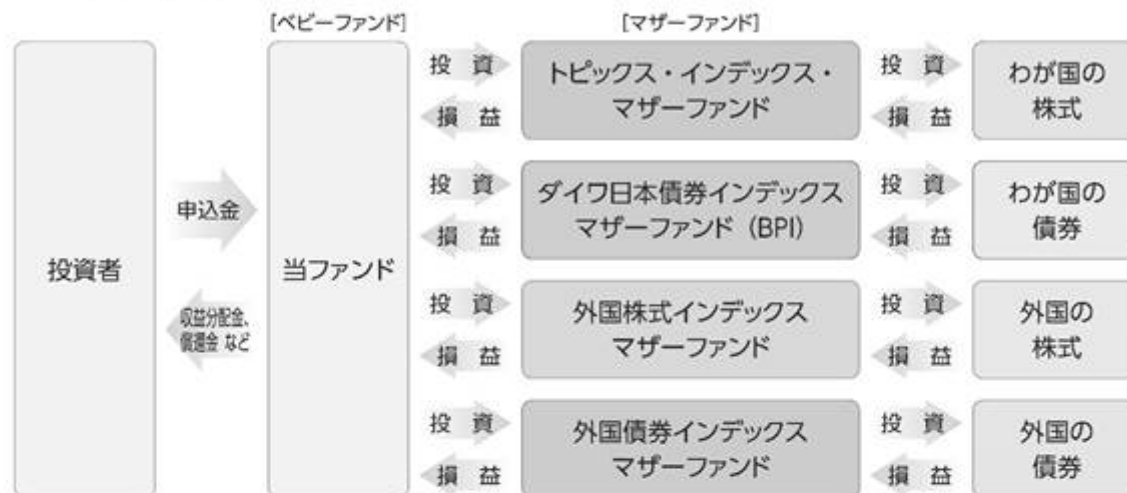 [ベビーファンド]
[マザーファンド]
投資者
申込金
収益分配金、
償還金 など
当ファンド
投 資
損 益
トピックス・インデックス・
マザーファンド
投 資
損 益
わが国の
株式
投 資
損 益
ダイワ日本債券インデックス
マザーファンド（BPI）
投 資
損 益
わが国の
債券
投 資
損 益
外国株式インデックス
マザーファンド
投 資
損 益
外国の
株式
投 資
損 益
外国債券インデックス
マザーファンド
投 資
損 益
外国の
債券